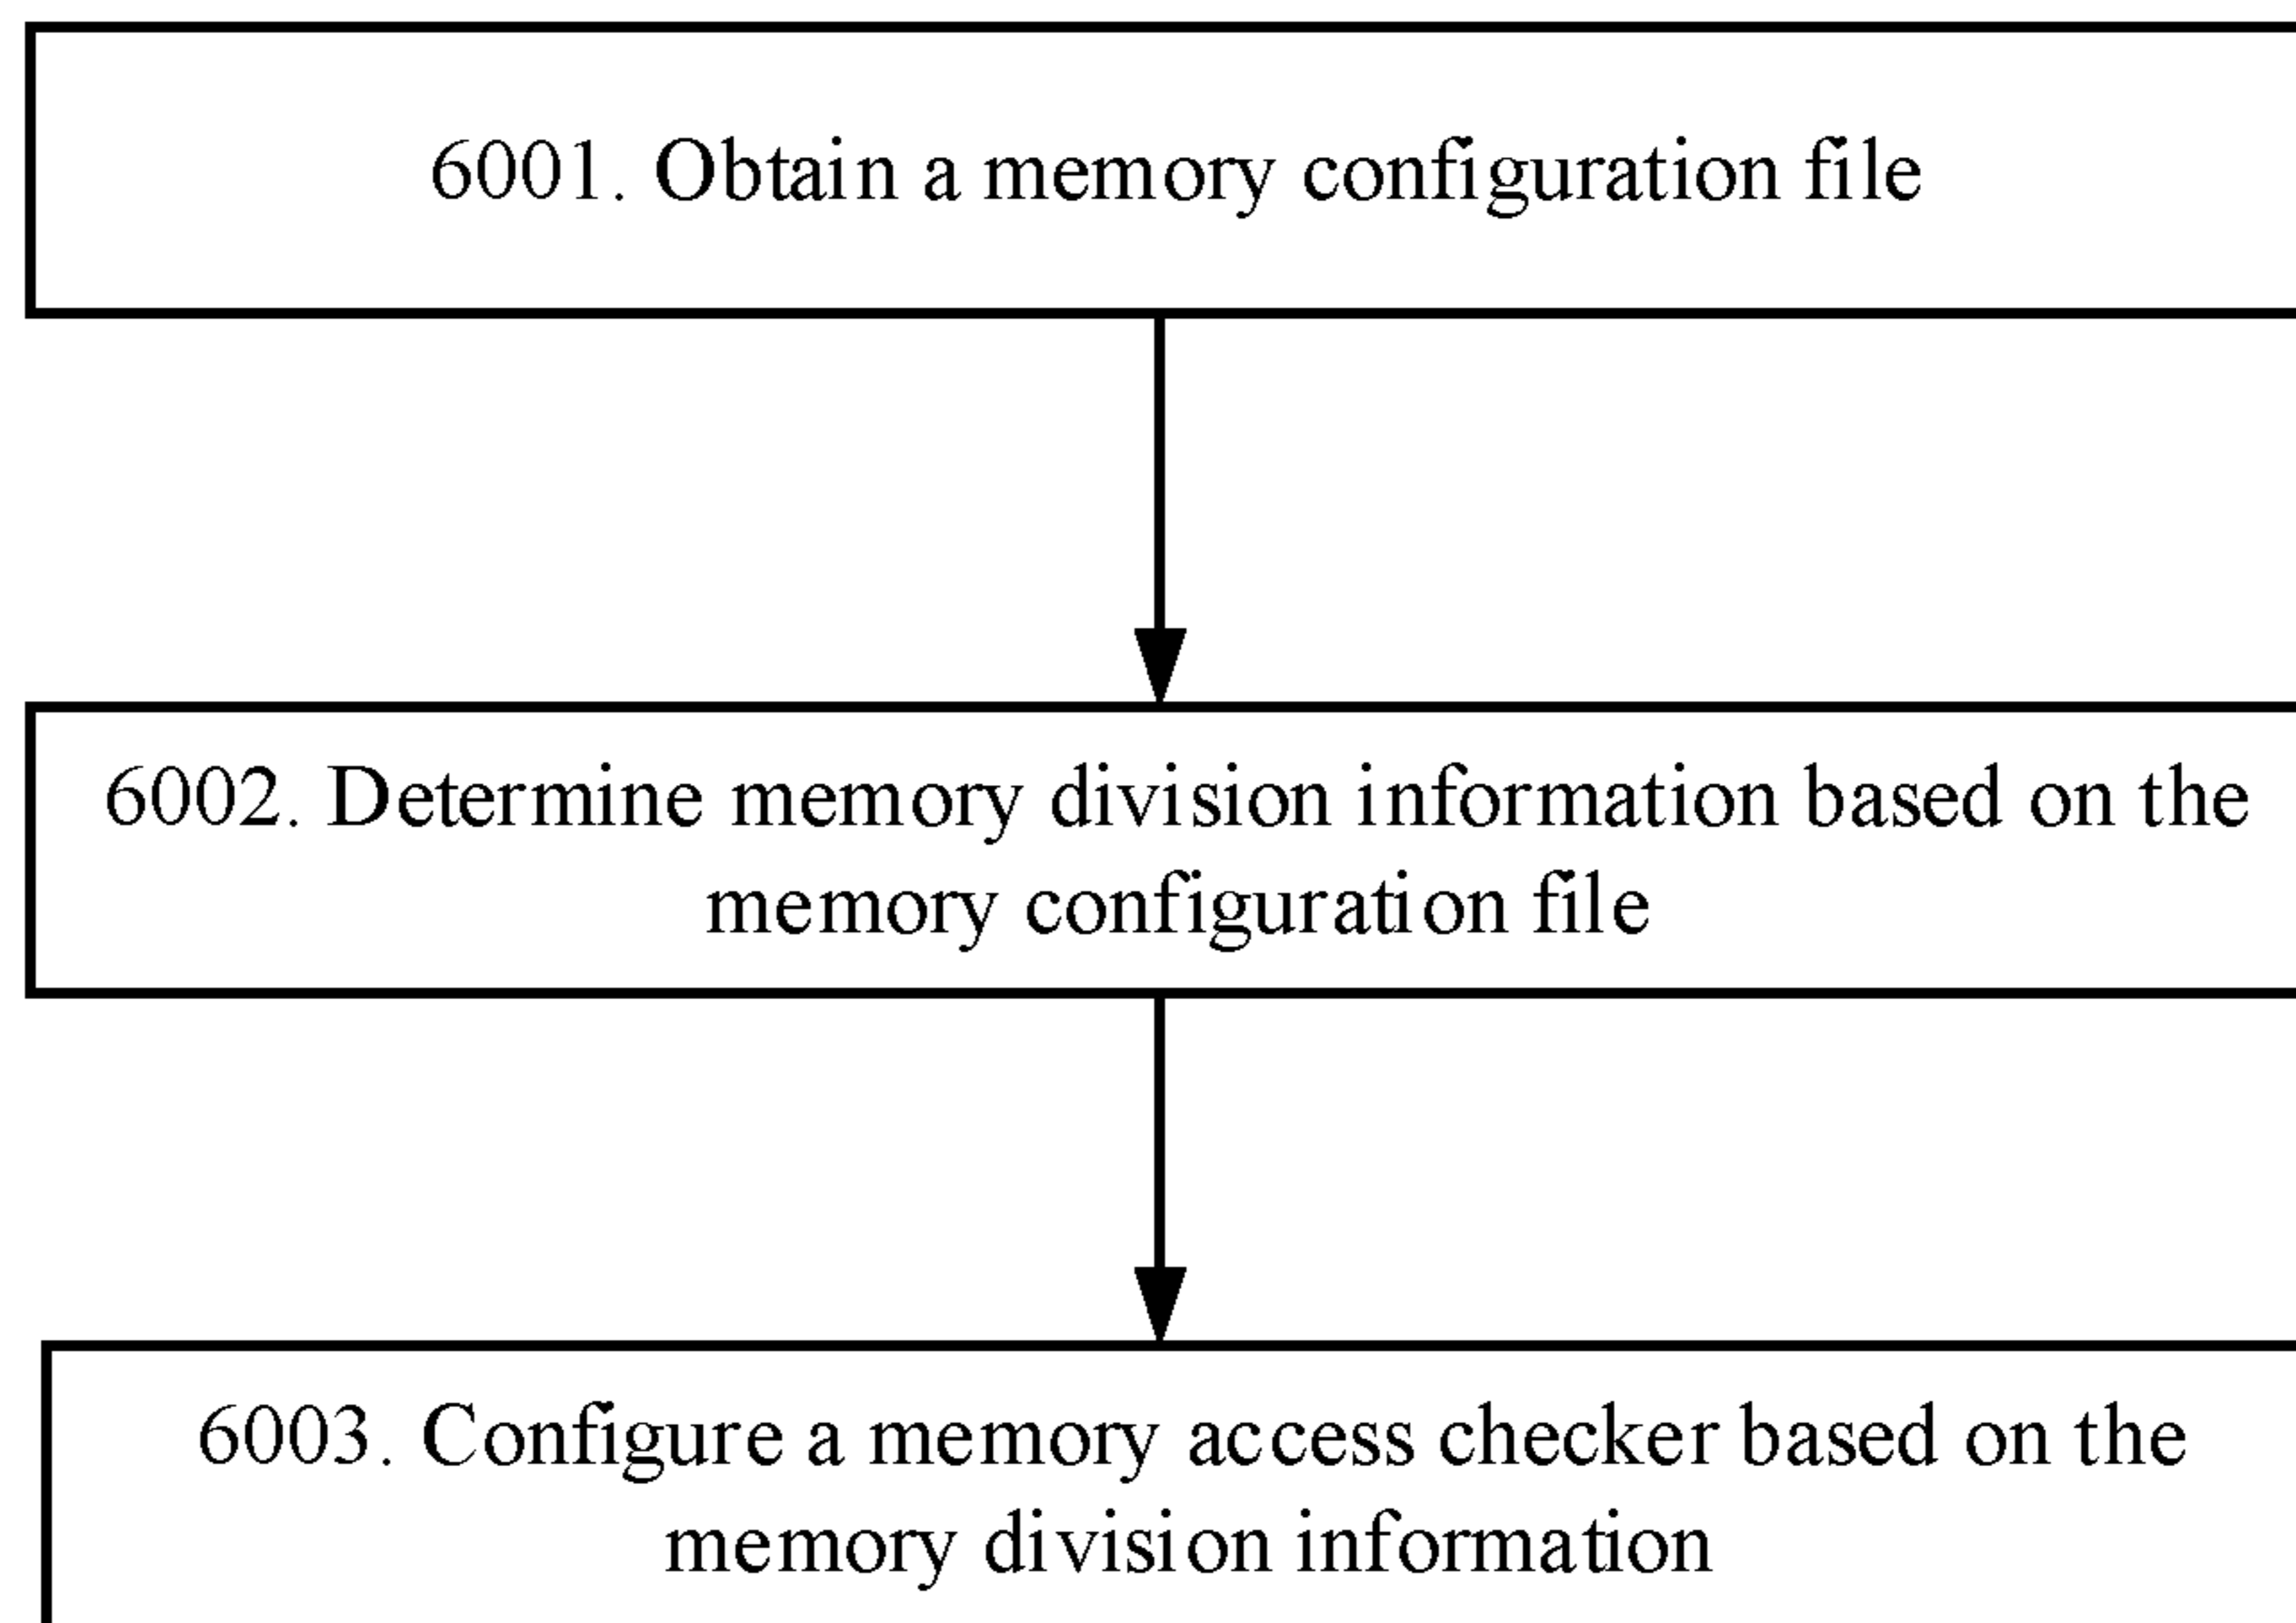 6001. Obtain a memory configuration file
6002. Determine memory division information based on the
memory configuration file
6003. Configure a memory access checker based on the
memory division information